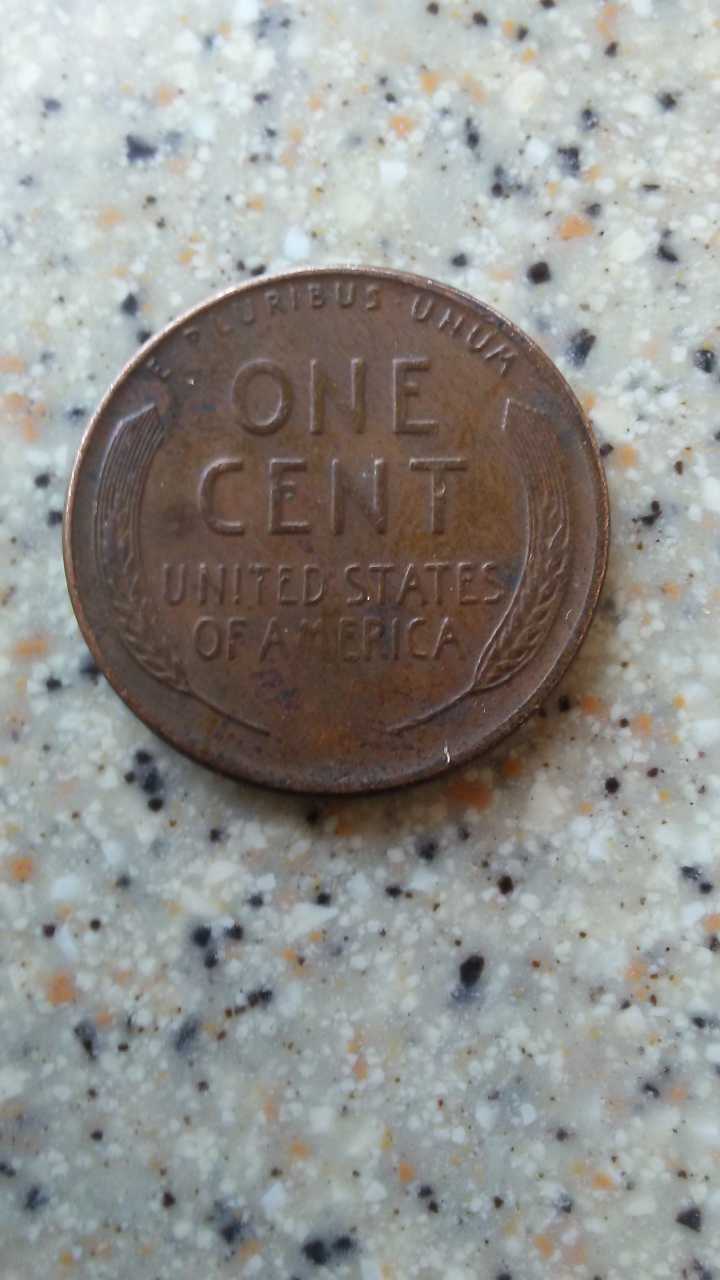 E PLURIBUS UNUM
ONE
CENT
UNITED STATES
OF AMERICA